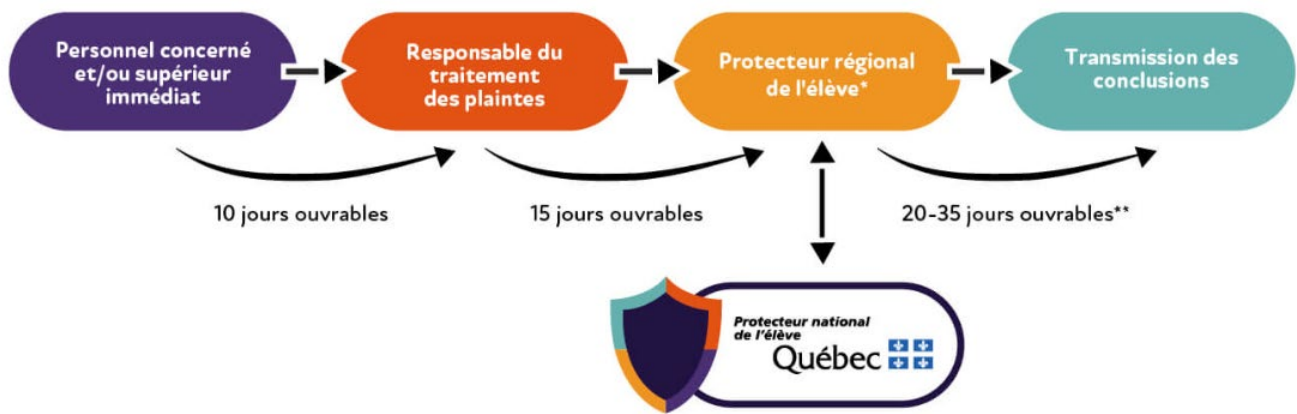 Personnel concerné
et/ou supérieur
immédiat
Responsable du
traitement
des plaintes
Protecteur régional
de l'élève*
Transmission des
conclusions
10 jours ouvrables
15 jours ouvrables
20-35 jours ouvrables**
Protecteur national
de l'élève
Québec